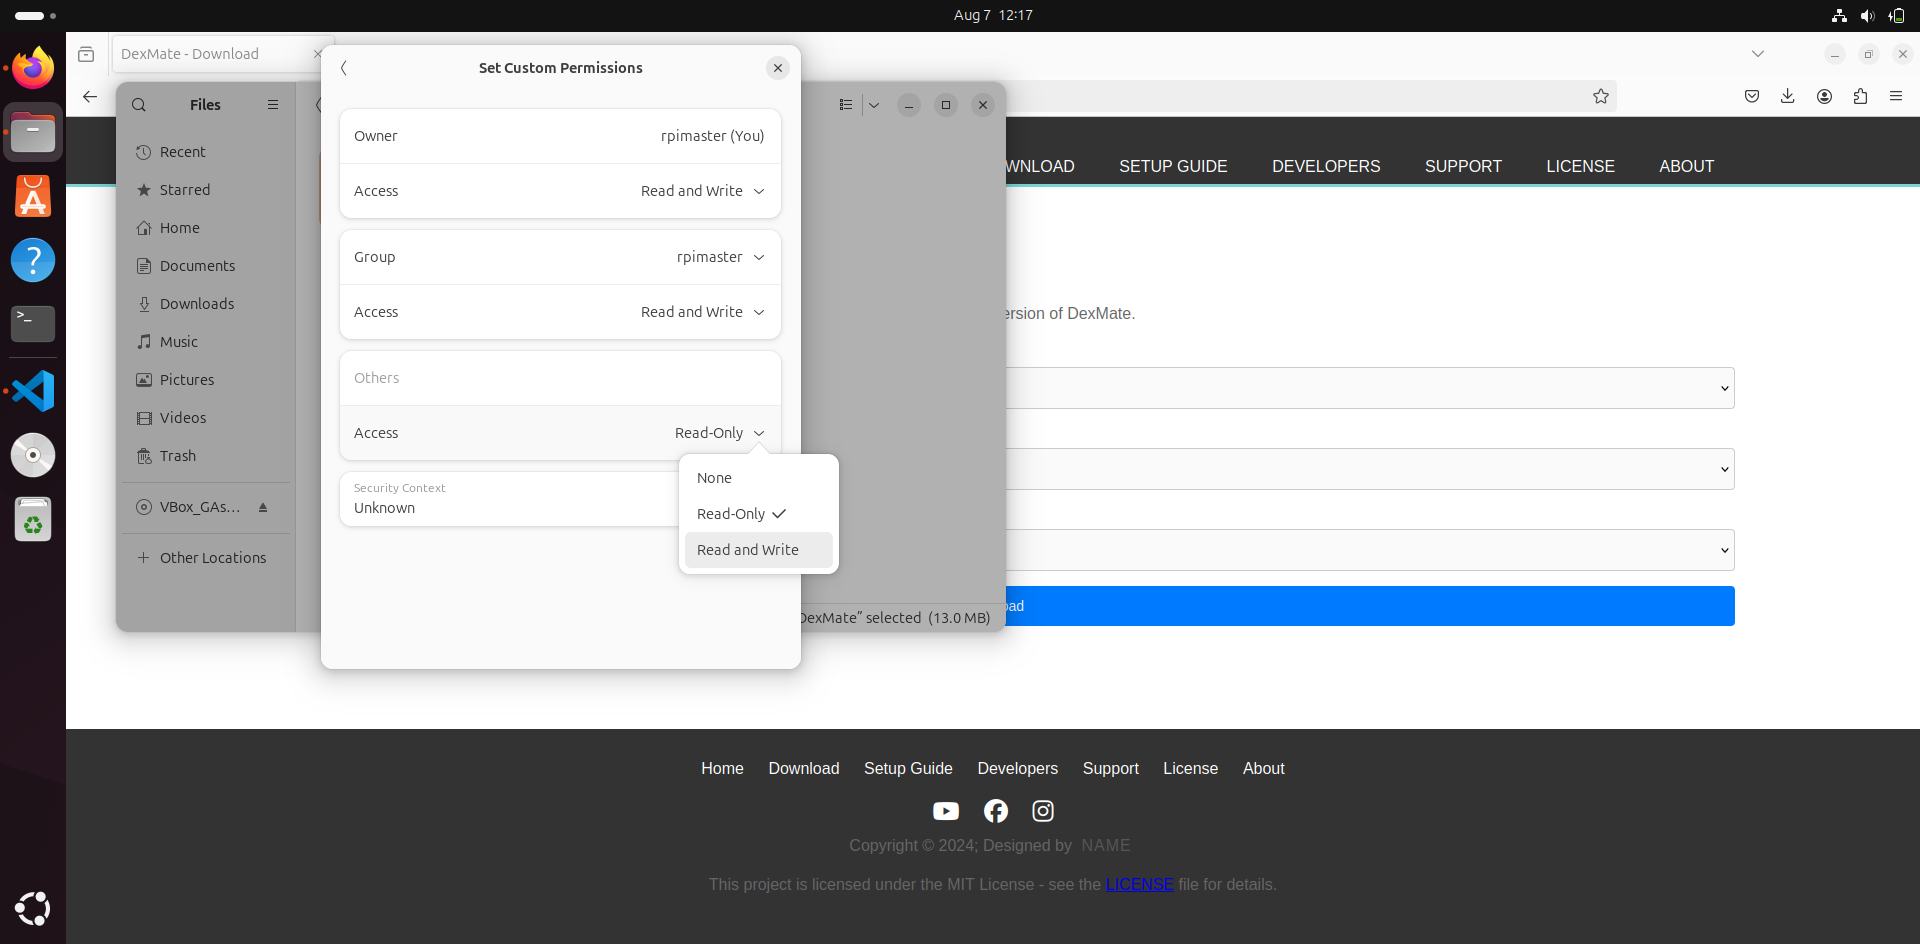 Aug 7 12:17
DexMate - Download
Set Custom Permissions
Files
Recent
Starred
Home
Documents
Downloads
Music
Pictures
Videos
Trash
VBox_GAs...
Other Locations
Owner
rpimaster (You)
Access
Read and Write
Group
rpimaster
Access
Read and Write
Others
Access
Read-Only
Security Context
Unknown
None
Read-Only
Read and Write
DexMate” selected (13.0 MB)
WNLOAD
SETUP GUIDE
DEVELOPERS
SUPPORT
LICENSE
ABOUT
ersion of DexMate.
oad
Home
Download
Setup Guide
Developers
Support
License
About
Copyright © 2024; Designed by NAME
This project is licensed under the MIT License - see the LICENSE file for details.